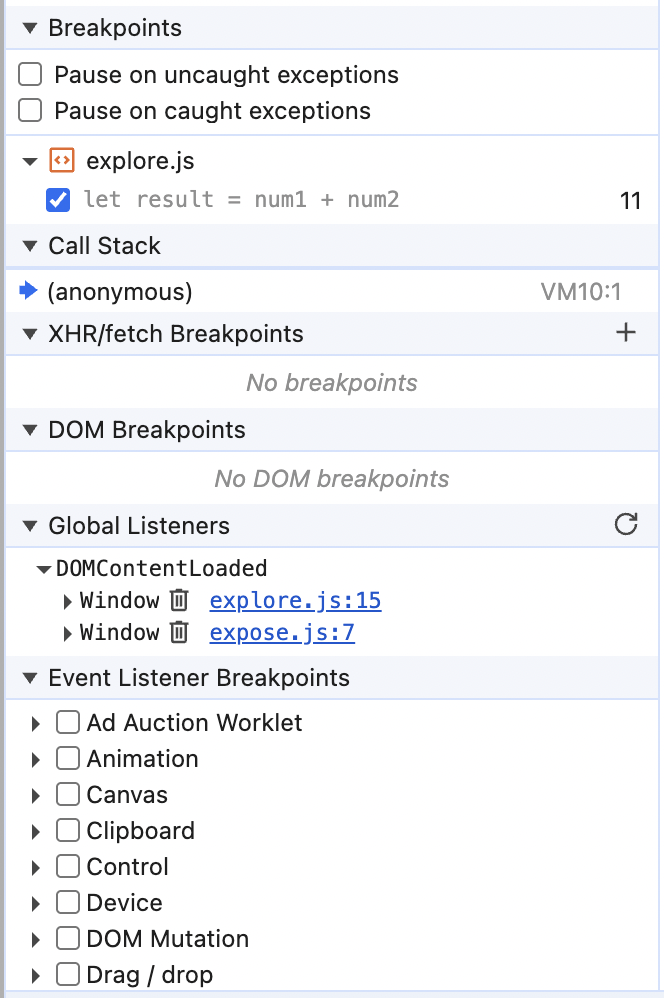 Breakpoints
Pause on uncaught exceptions
Pause on caught exceptions
explore.js
let result = num1 + num2 11
Call Stack
(anonymous) VM10:1
XHR/fetch Breakpoints
No breakpoints
DOM Breakpoints
No DOM breakpoints
Global Listeners
DOMContentLoaded
Window explore.js:15
Window expose.js:7
Event Listener Breakpoints
Ad Auction Worklet
Animation
Canvas
Clipboard
Control
Device
DOM Mutation
Drag / drop